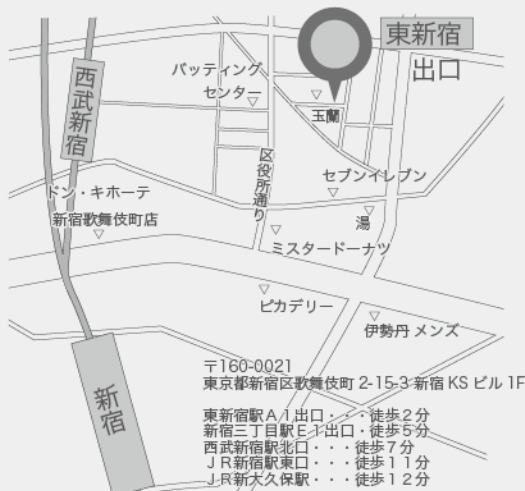 東新宿
出口
西武新宿
バッティング
センター
玉蘭
区役所通り
セブンイレブン
ドン・キホーテ
新宿歌舞伎町店
湯
ミスタードーナツ
ピカデリー
伊勢丹 メンズ
新宿
〒160-0021
東京都新宿区歌舞伎町 2-15-3 新宿 KS ビル 1F
東新宿駅A1出口・・・徒歩2分
新宿三丁目駅E1出口・徒歩5分
西武新宿駅北口・・・徒歩7分
JR新宿駅東口・・・徒歩11分
JR新大久保駅・・・徒歩12分